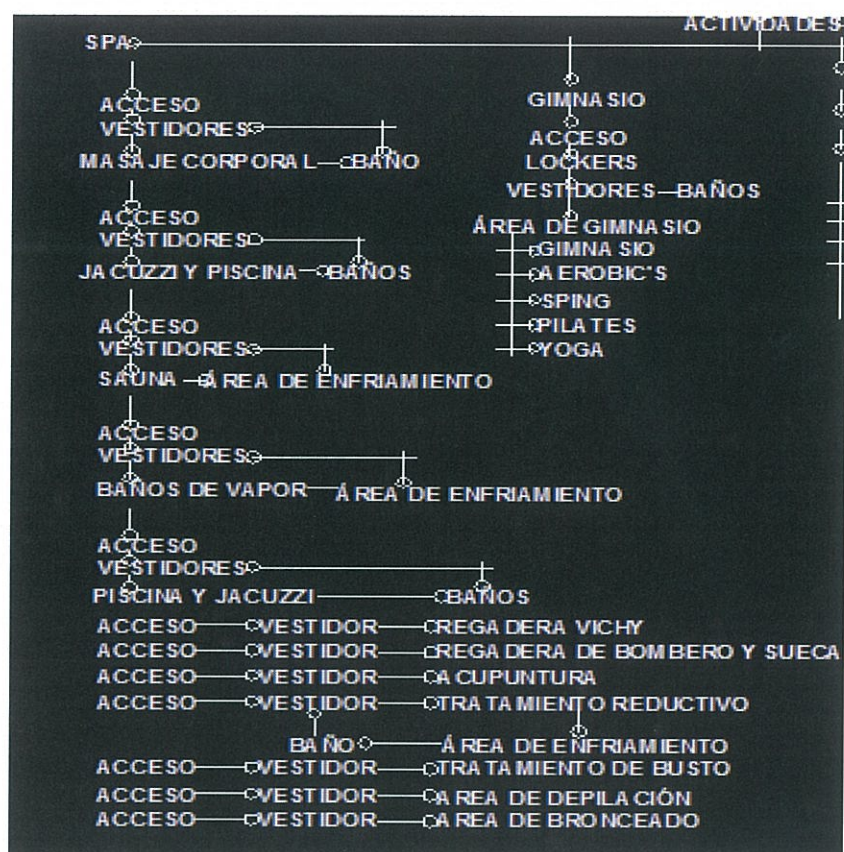 ACTIVIDADES
SPA
ACCESO
VESTIDORES
MASAJE CORPORAL BAÑO
ACCESO
VESTIDORES
JACUZZI Y PISCINA BAÑOS
ACCESO
VESTIDORES
SAUNA ÁREA DE ENFRIAMIENTO
ACCESO
VESTIDORES
BAÑOS DE VAPOR ÁREA DE ENFRIAMIENTO
ACCESO
VESTIDORES
PISCINA Y JACUZZI BAÑOS
ACCESO VESTIDOR REGADERA VICHY
ACCESO VESTIDOR REGADERA DE BOMBERO Y SUECA
ACCESO VESTIDOR ACUPUNTURA
ACCESO VESTIDOR TRATAMIENTO REDUCTIVO
BAÑO ÁREA DE ENFRIAMIENTO
ACCESO VESTIDOR TRATAMIENTO DE BUSTO
ACCESO VESTIDOR AREA DE DEPILACIÓN
ACCESO VESTIDOR AREA DE BRONCEADO
GIMNASIO
ACCESO
LOCKERS
VESTIDORES BAÑOS
ÁREA DE GIMNASIO
GIMNASIO
AEROBIC'S
SPING
PILATES
YOGA